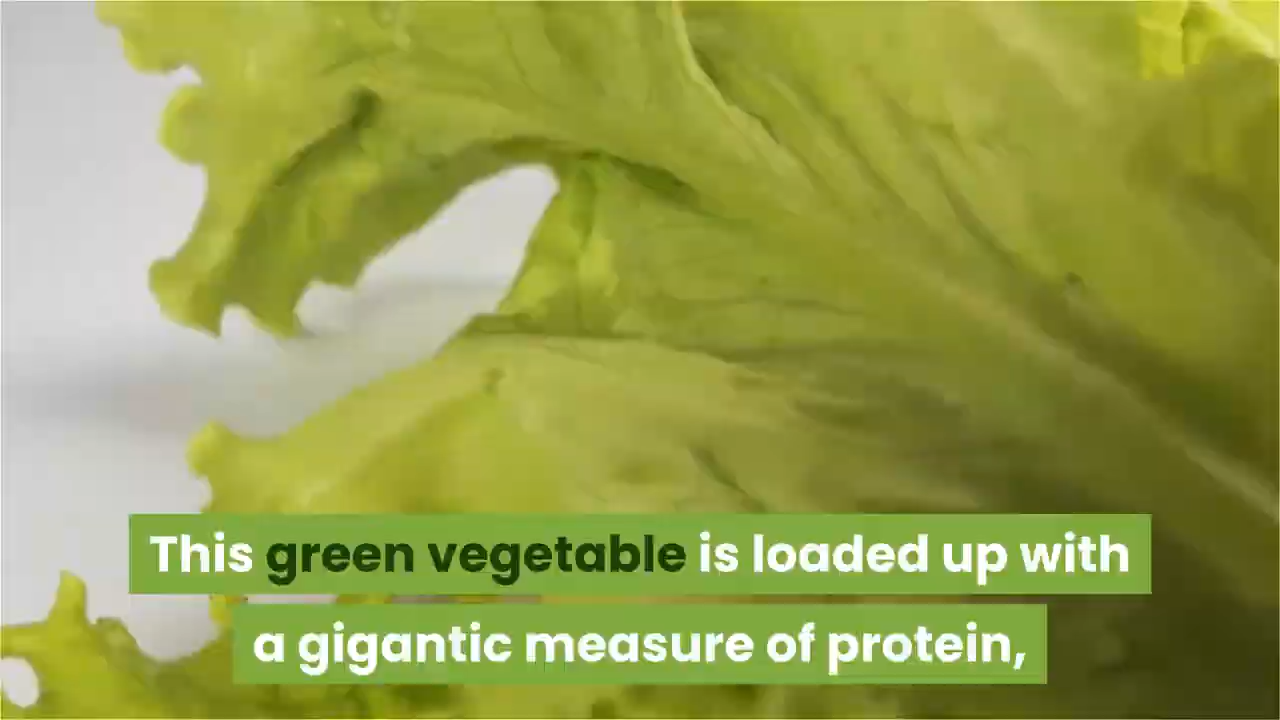 This green vegetable is loaded up with
a gigantic measure of protein,